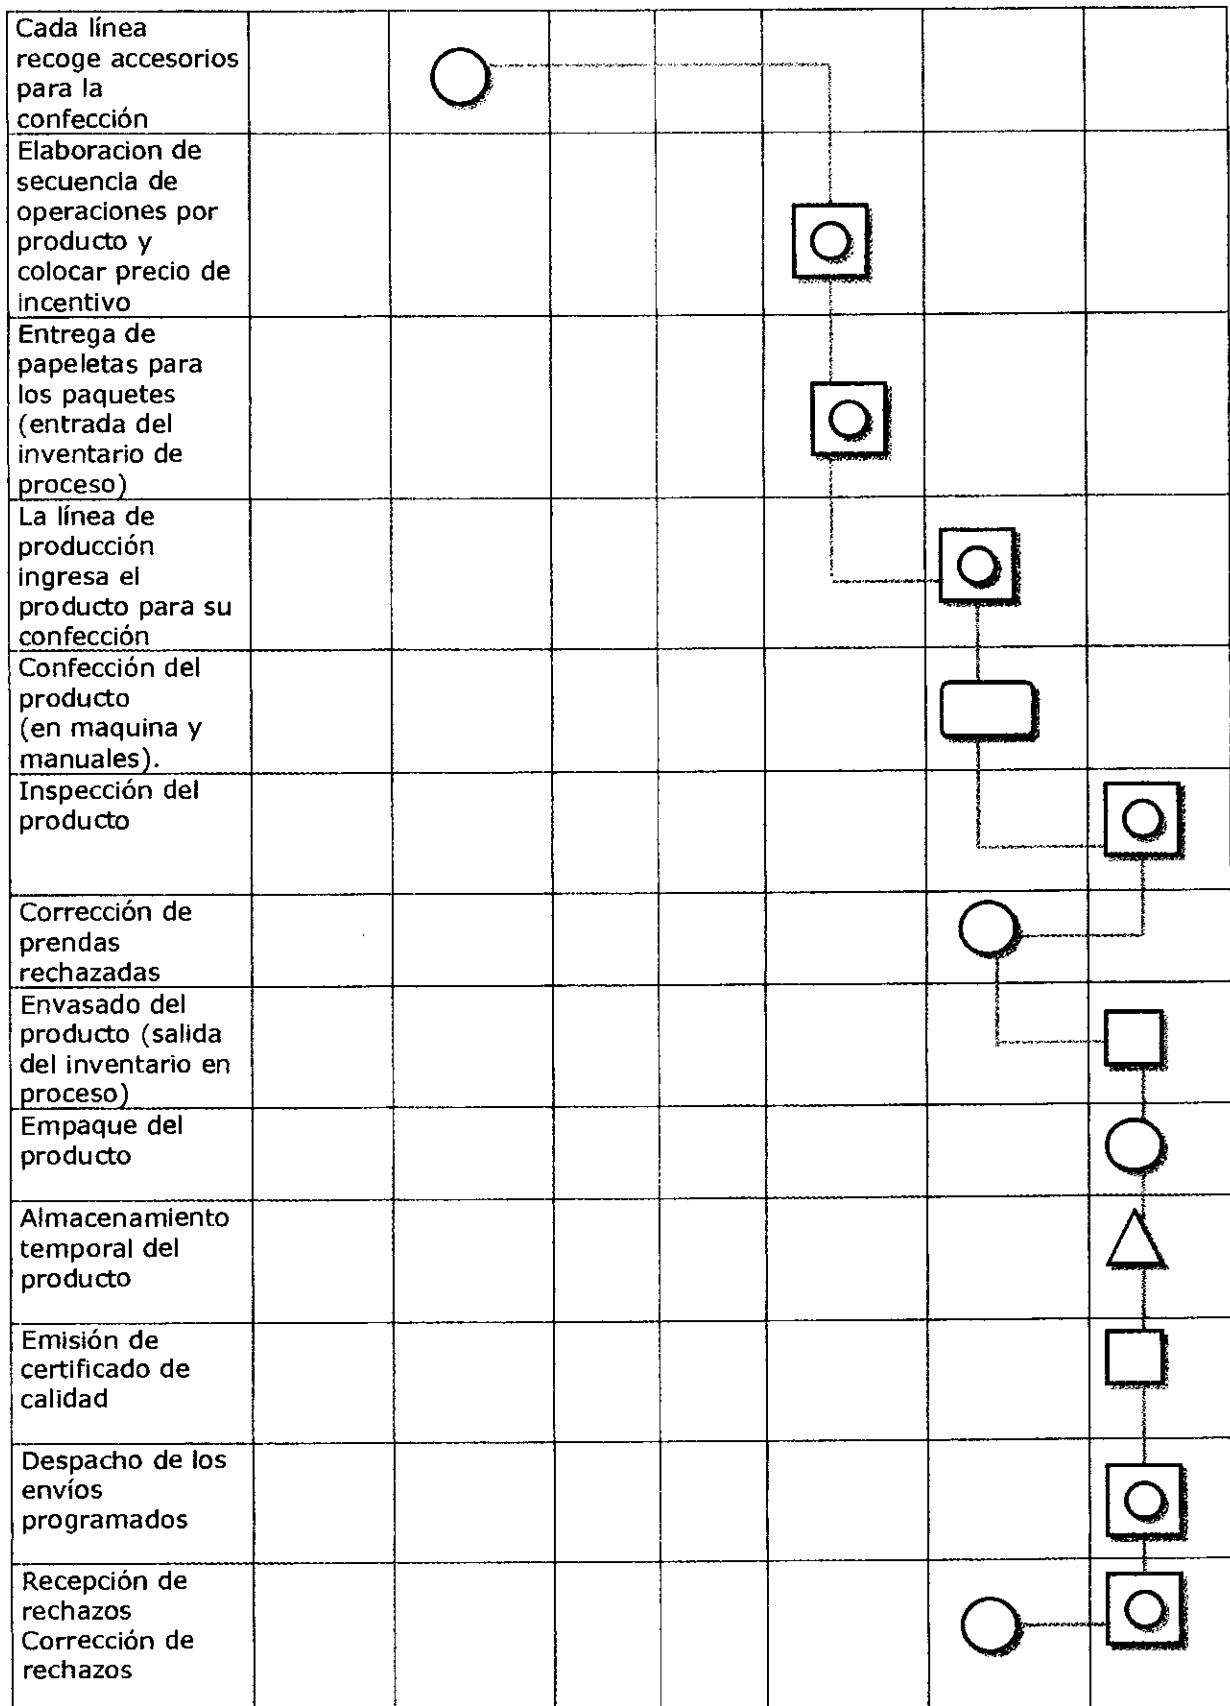 Cada línea
recoge accesorios
para la
confección
Elaboracion de
secuencia de
operaciones por
producto y
colocar precio de
incentivo
Entrega de
papeletas para
los paquetes
(entrada del
inventario de
proceso)
La línea de
producción
ingresa el
producto para su
confección
Confección del
producto
(en maquina y
manuales).
Inspección del
producto
Corrección de
prendas
rechazadas
Envasado del
producto (salida
del inventario en
proceso)
Empaque del
producto
Almacenamiento
temporal del
producto
Emisión de
certificado de
calidad
Despacho de los
envíos
programados
Recepción de
rechazos
Corrección de
rechazos